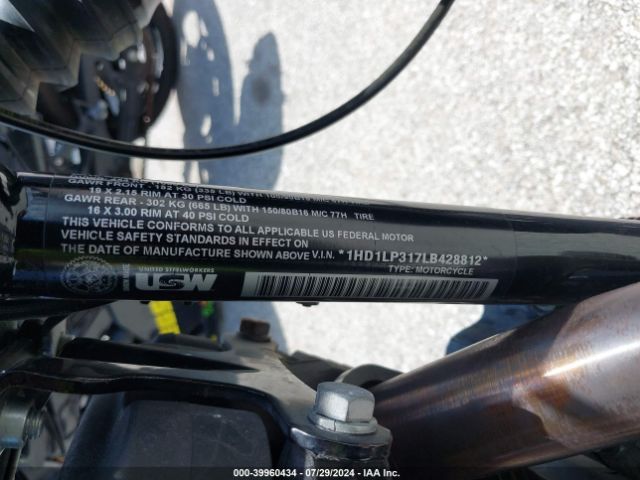 GAWR FRONT - 152 KG (335 LB) WITH
19 X 2.15 RIM AT 30 PSI COLD
GAWR REAR - 302 KG (665 LB) WITH 150/80B16 M/C 77H TIRE
16 X 3.00 RIM AT 40 PSI COLD
THIS VEHICLE CONFORMS TO ALL APPLICABLE US FEDERAL MOTOR
VEHICLE SAFETY STANDARDS IN EFFECT ON
THE DATE OF MANUFACTURE SHOWN ABOVE V.I.N. *1HD1LP317LB428812*
TYPE: MOTORCYCLE
UNITED STEELWORKERS
USW
000-39960434 / 07/29/2024 - IAA Inc.